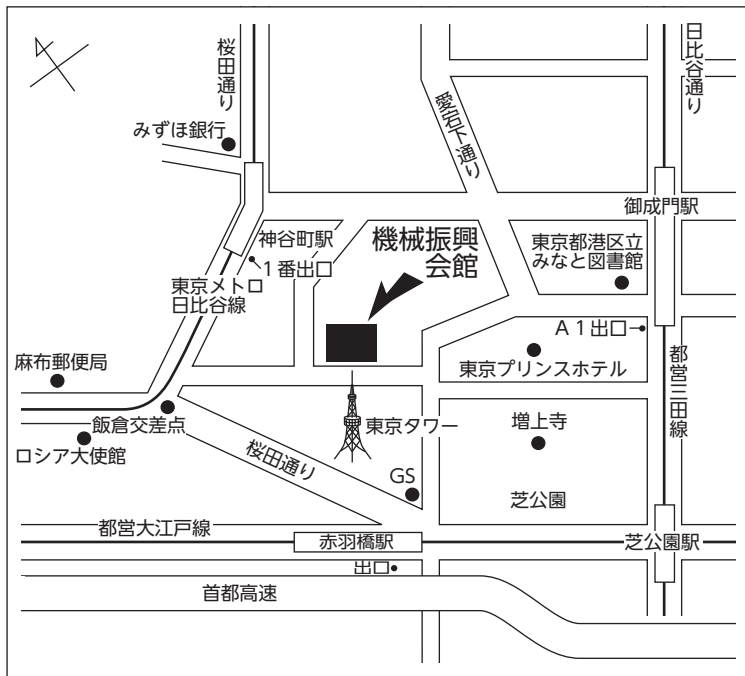 桜田通り
日比谷通り
愛宕下通り
みずほ銀行
御成門駅
神谷町駅
1番出口
機械振興
会館
東京都港区立
みなと図書館
東京メトロ
日比谷線
A1出口
麻布郵便局
東京プリンスホテル
都営三田線
飯倉交差点
東京タワー
増上寺
ロシア大使館
桜田通り
GS
芝公園
都営大江戸線
赤羽橋駅
芝公園駅
出口
首都高速